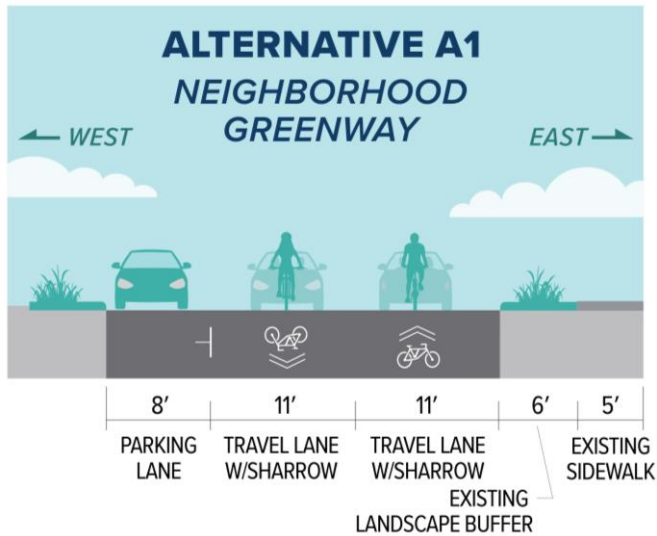 ALTERNATIVE A1
NEIGHBORHOOD
GREENWAY
WEST
EAST
8′
11′
11′
6′
5′
PARKING
LANE
TRAVEL LANE
W/SHARROW
TRAVEL LANE
W/SHARROW
EXISTING
LANDSCAPE BUFFER
EXISTING
SIDEWALK